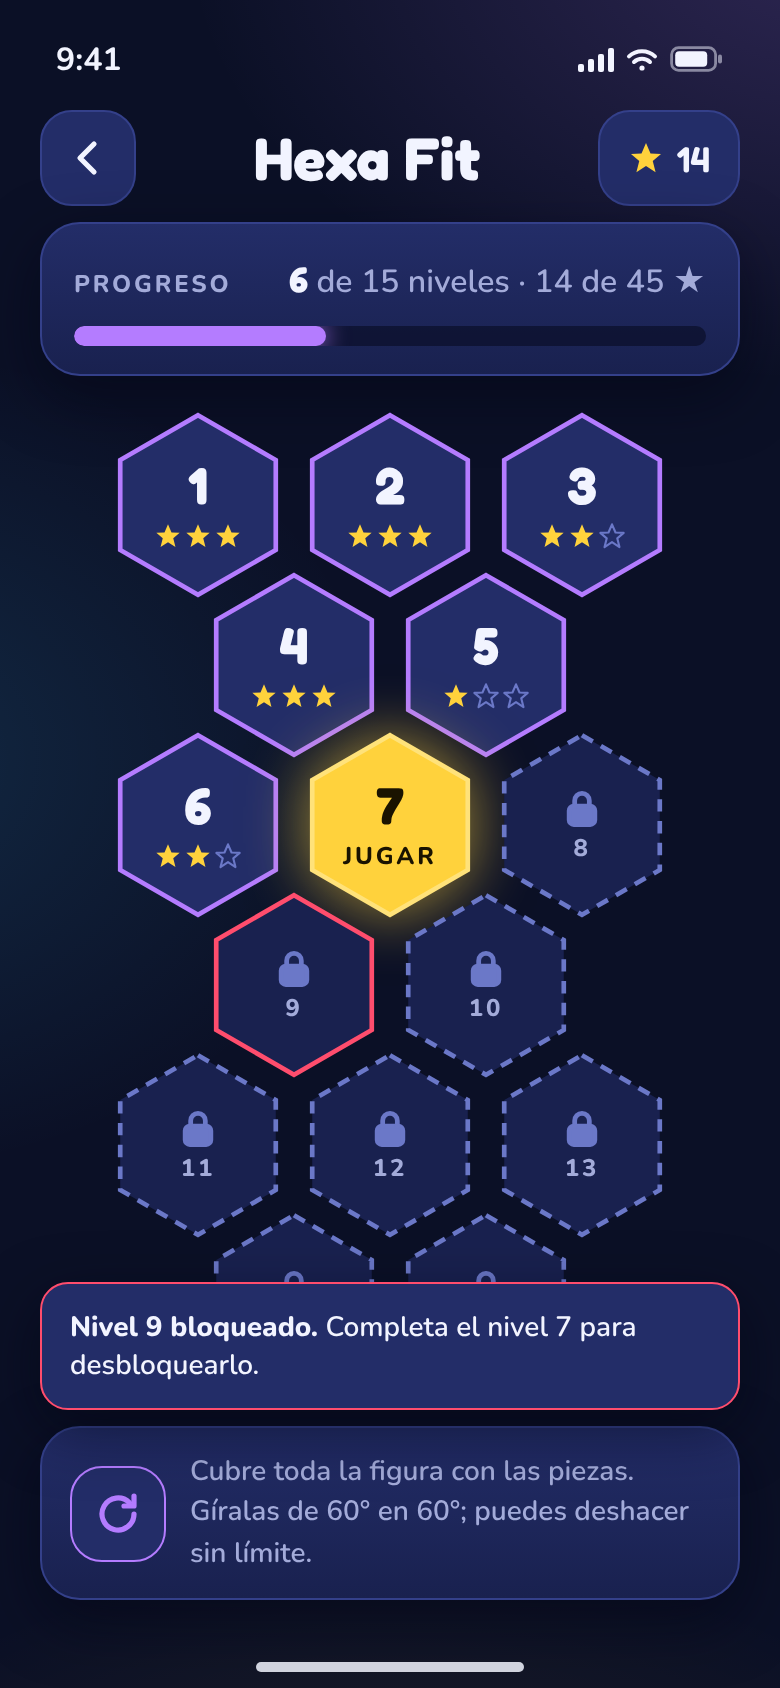 9:41
Hexa Fit
14
PROGRESO
6 de 15 niveles · 14 de 45 ★
1
2
3
4
5
6
7
JUGAR
8
9
10
11
12
13
Nivel 9 bloqueado. Completa el nivel 7 para
desbloquearlo.
Cubre toda la figura con las piezas.
Gíralas de 60° en 60°; puedes deshacer
sin límite.